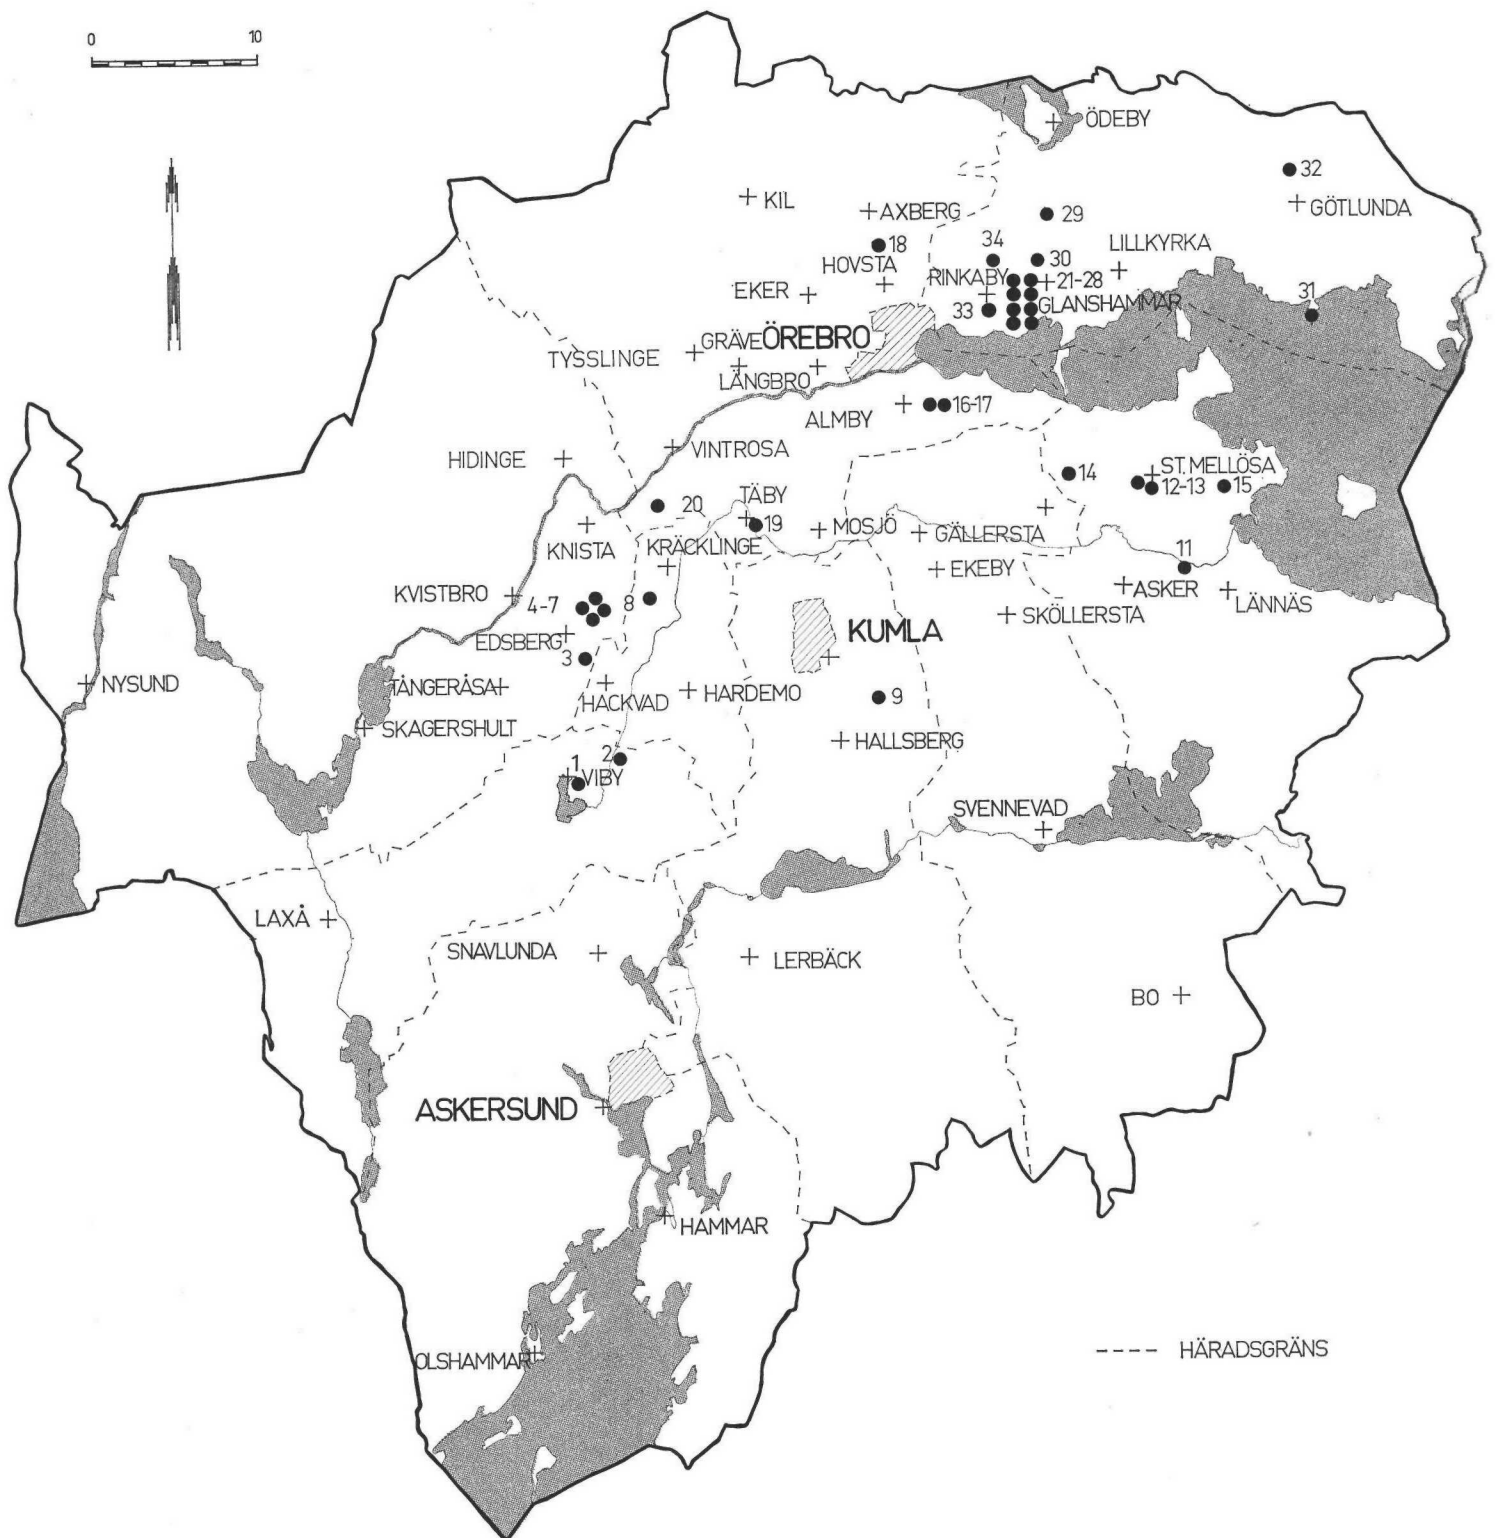 0 10
ÖDEBY
32
KIL
AXBERG
29
GÖTLUNDA
18
34
LILLKYRKA
HOVSTA
30
RINKABY
21-28
EKER
GLANSHAMMAR
31
33
GRÄVE
ÖREBRO
TYSSLINGE
LÄNGBRO
ALMBY
16-17
VINTROSA
HIDINGE
14
ST.MELLÖSA
12-13
15
20
TÄBY
19
MOSJÖ
GÄLLERSTA
KNISTA
KRÄCKLINGE
11
EKEBY
KVISTBRO
4-7
8
ASKER
LÄNNÄS
SKÖLLERSTA
EDSBERG
KUMLA
3
NYSUND
TÅNGERÅSA
HACKVAD
HARDEMO
9
SKAGERSHULT
HALLSBERG
2
1
VIBY
SVENNEVAD
LAXÅ
SNAVLUNDA
LERBÄCK
BO
ASKERSUND
HAMMAR
OLSHAMMAR
HÄRADSGRÄNS